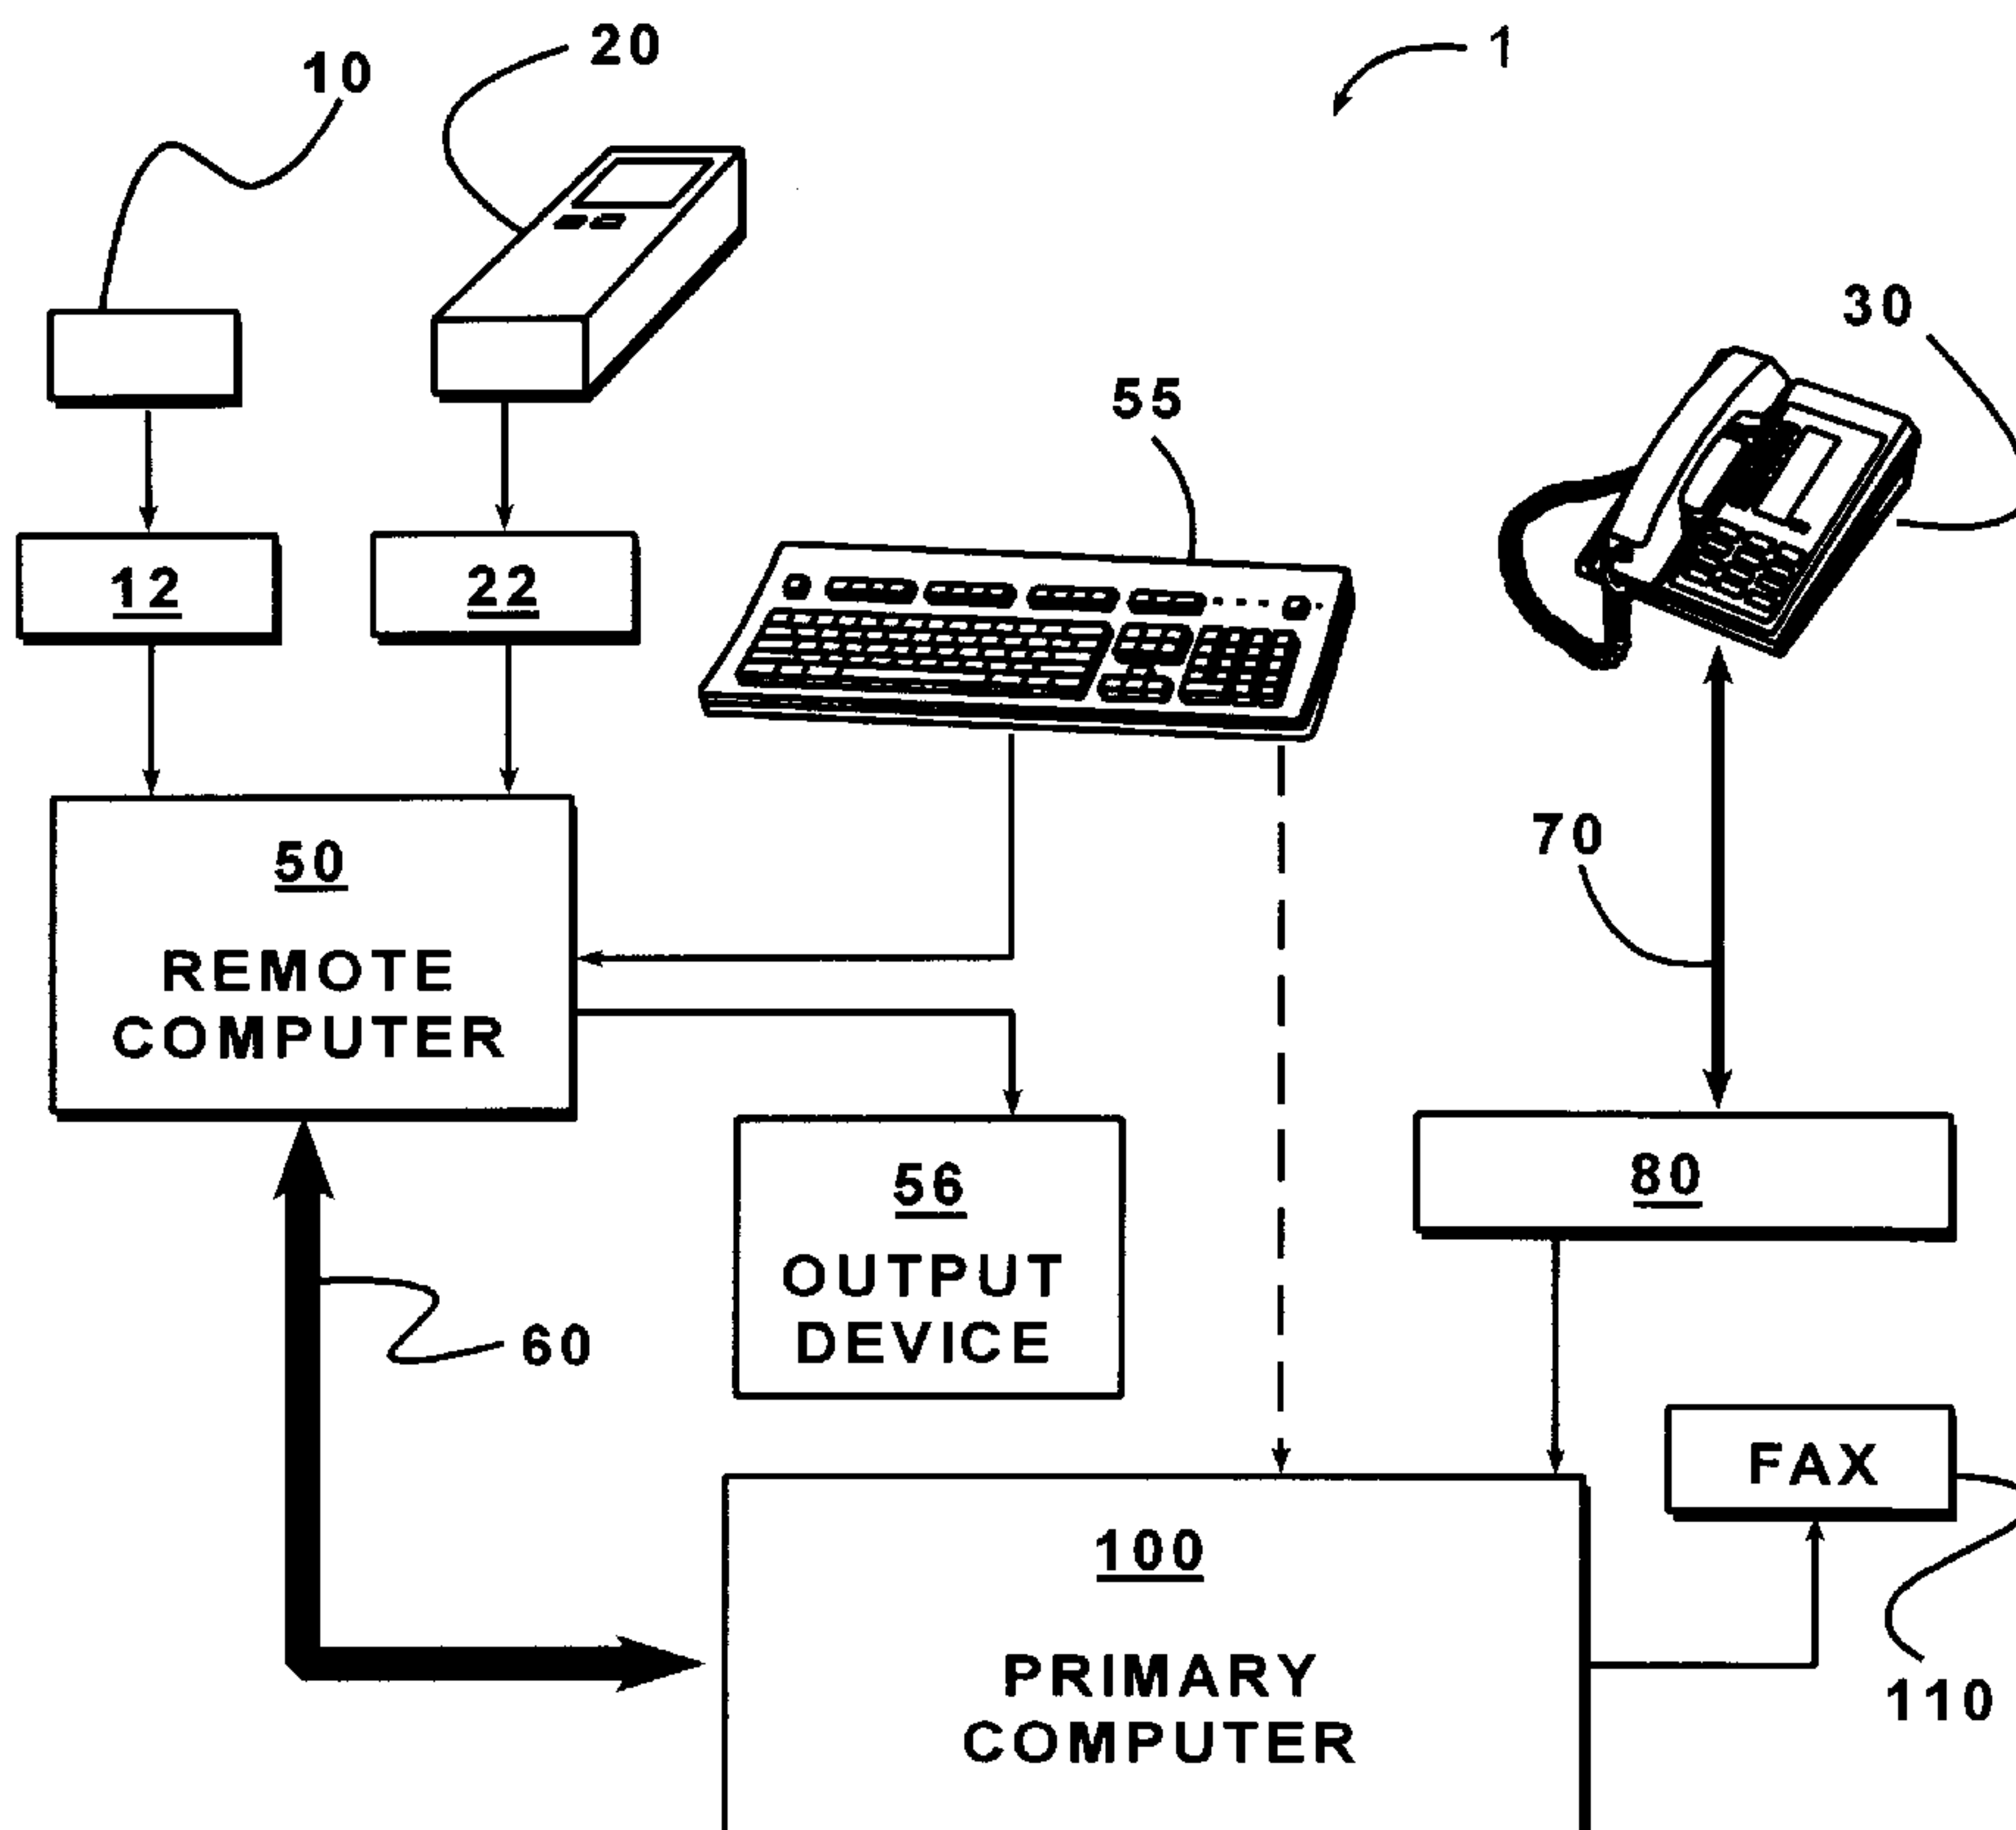 10
20
1
30
55
12
22
50
REMOTE
COMPUTER
70
56
OUTPUT
DEVICE
80
60
FAX
100
PRIMARY
COMPUTER
110